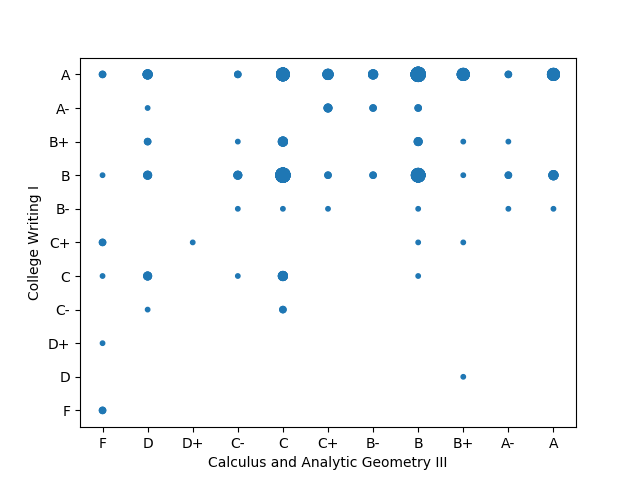 A
A-
B+
B
B-
C+
C
C-
D+
D
F
College Writing I
F D D+ C- C C+ B- B B+ A- A
Calculus and Analytic Geometry III